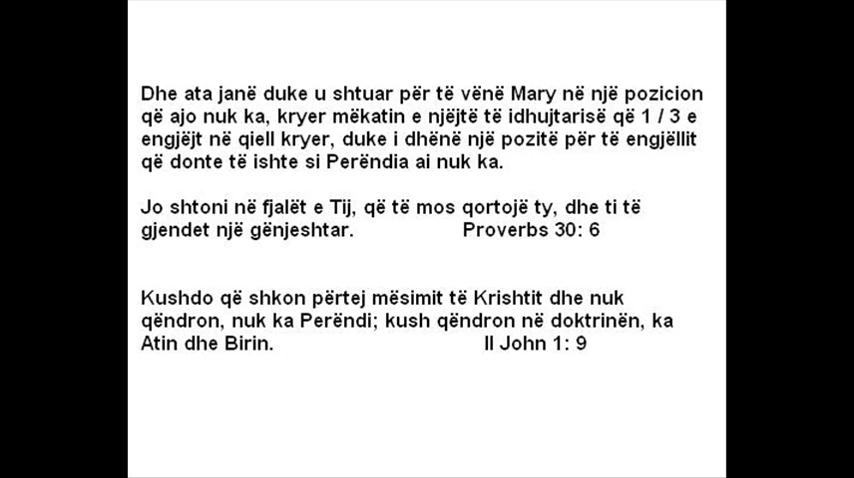 Dhe ata janë duke u shtuar për të vënë Mary në një pozicion
që ajo nuk ka, kryer mëkatin e njëjtë të idhujtarisë që 1 / 3 e
engjëjt në qiell kryer, duke i dhënë një pozitë për të engjëllit
që donte të ishte si Perëndia ai nuk ka.
Jo shtoni në fjalët e Tij, që të mos qortojë ty, dhe ti të
gjendet një gënjeshtar. Proverbs 30: 6
Kushdo që shkon përtej mësimit të Krishtit dhe nuk
qëndron, nuk ka Perëndi; kush qëndron në doktrinën, ka
Atin dhe Birin. II John 1: 9